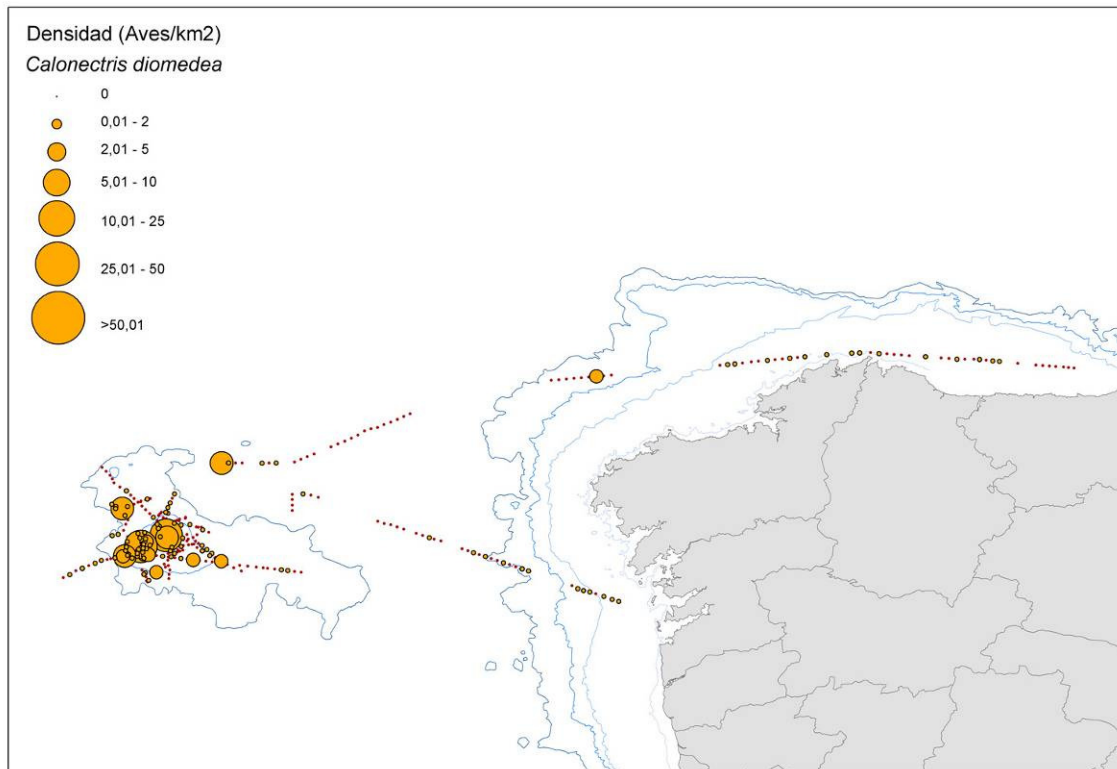 Densidad (Aves/km2)
Calonectris diomedea
0
0,01 - 2
2,01 - 5
5,01 - 10
10,01 - 25
25,01 - 50
>50,01